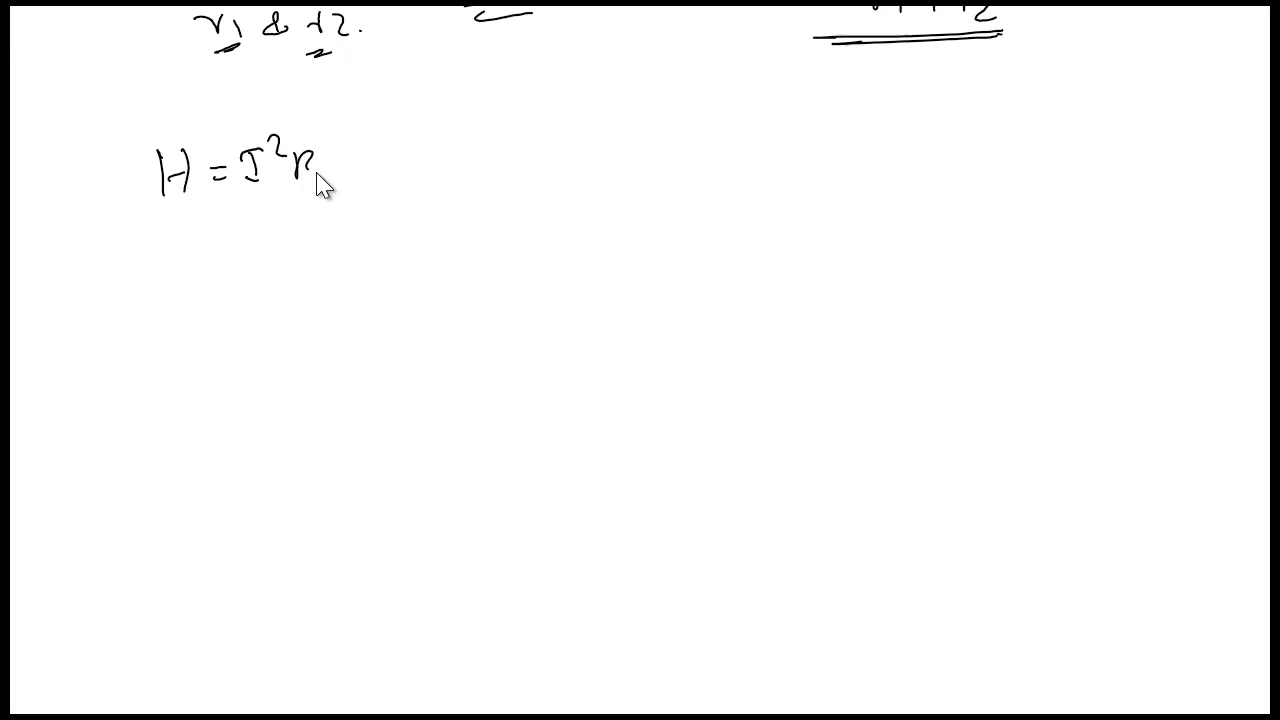 r1 & r2.
H = I²R